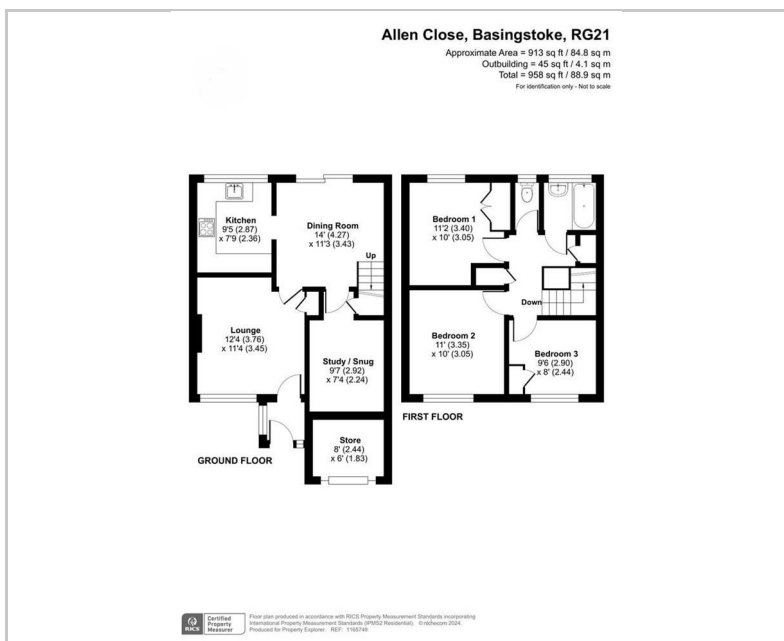 Allen Close, Basingstoke, RG21
Approximate Area = 913 sq ft / 84.8 sq m
Outbuilding = 45 sq ft / 4.1 sq m
Total = 958 sq ft / 88.9 sq m
For identification only - Not to scale
Kitchen
9'5 (2.87)
x 7'9 (2.36)
Dining Room
14' (4.27)
x 11'3 (3.43)
Up
Lounge
12'4 (3.76)
x 11'4 (3.45)
Study / Snug
9'7 (2.92)
x 7'4 (2.24)
Store
8' (2.44)
x 6' (1.83)
GROUND FLOOR
Bedroom 1
11'2 (3.40)
x 10' (3.05)
Down
Bedroom 2
11' (3.35)
x 10' (3.05)
Bedroom 3
9'6 (2.90)
x 8' (2.44)
FIRST FLOOR
RICS
Certified
Property
Measurer
Floor plan produced in accordance with RICS Property Measurement Standards incorporating
International Property Measurement Standards (IPMS2 Residential). © nichecom 2024.
Produced for Property Explorer. REF: 1165749